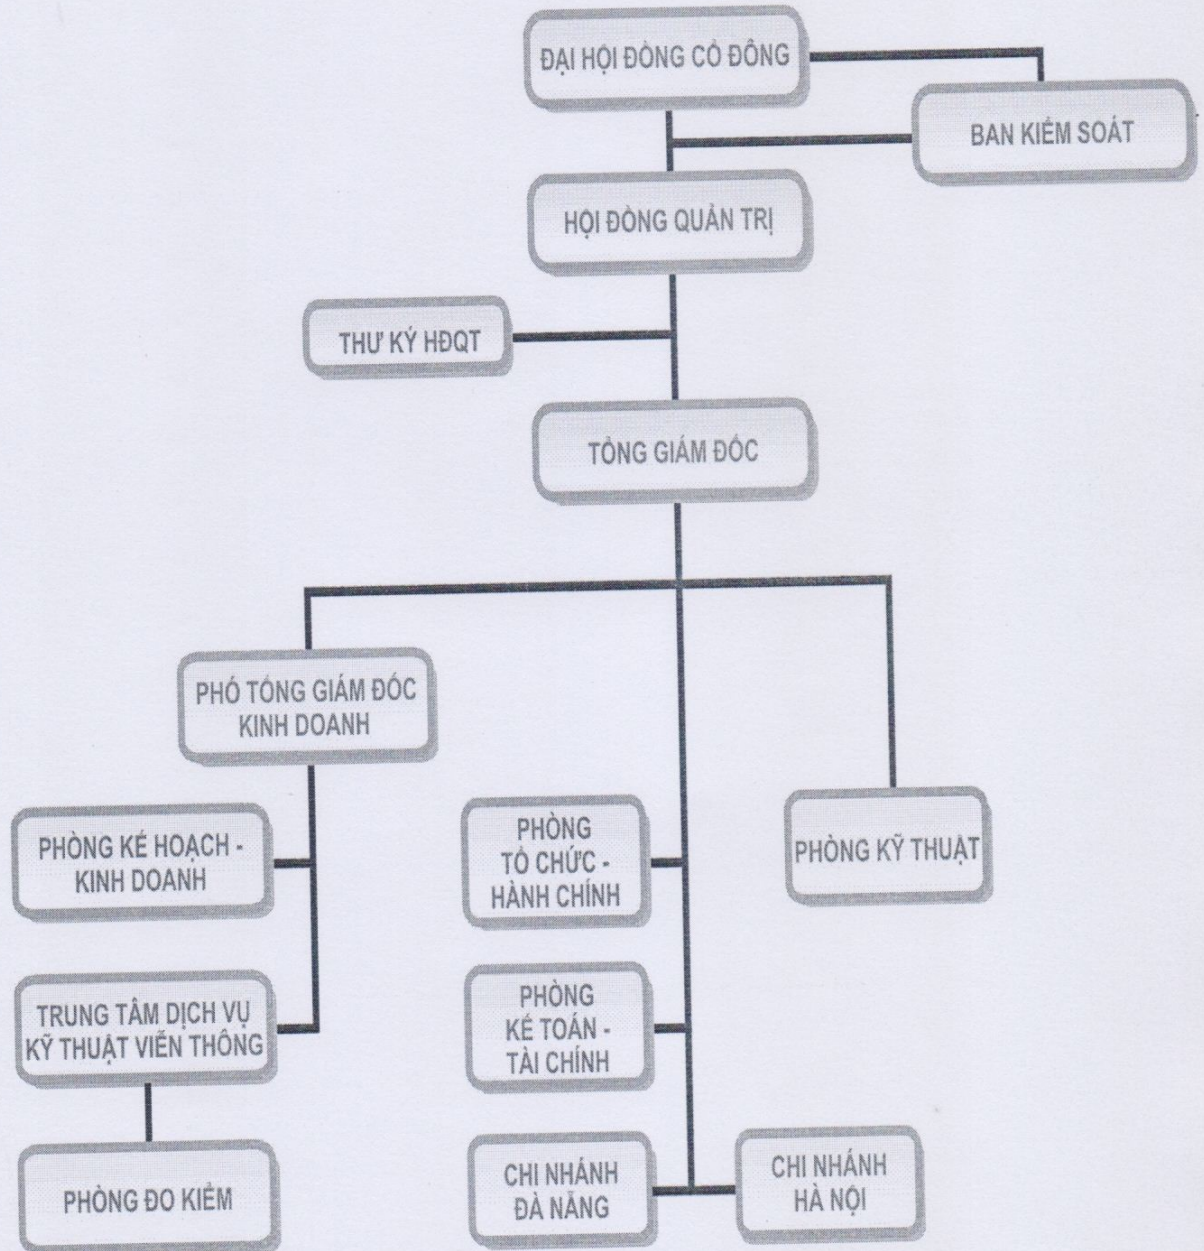 ĐẠI HỘI ĐỒNG CỔ ĐÔNG
BAN KIỂM SOÁT
HỘI ĐỒNG QUẢN TRỊ
THƯ KÝ HĐQT
TỔNG GIÁM ĐỐC
PHÓ TỔNG GIÁM ĐỐC
KINH DOANH
PHÒNG KẾ HOẠCH -
KINH DOANH
PHÒNG
TỔ CHỨC -
HÀNH CHÍNH
PHÒNG KỸ THUẬT
TRUNG TÂM DỊCH VỤ
KỸ THUẬT VIỄN THÔNG
PHÒNG
KẾ TOÁN -
TÀI CHÍNH
PHÒNG ĐO KIỂM
CHI NHÁNH
ĐÀ NẴNG
CHI NHÁNH
HÀ NỘI